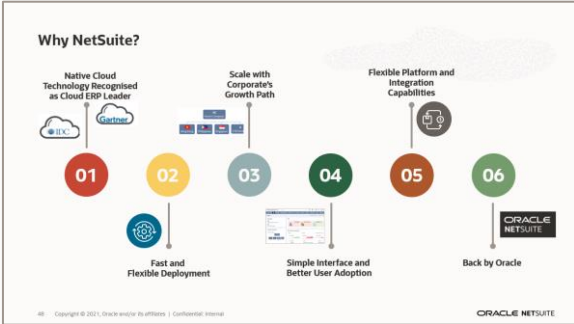 Why NetSuite?
Native Cloud
Technology Recognised
as Cloud ERP Leader
IDC
Gartner
Scale with
Corporate's
Growth Path
Flexible Platform and
Integration
Capabilities
01
02
03
04
05
06
Fast and
Flexible Deployment
Simple Interface and
Better User Adoption
ORACLE
NETSUITE
Back by Oracle
Copyright © 2021, Oracle and/or its affiliates | Confidential: Internal
ORACLE NETSUITE